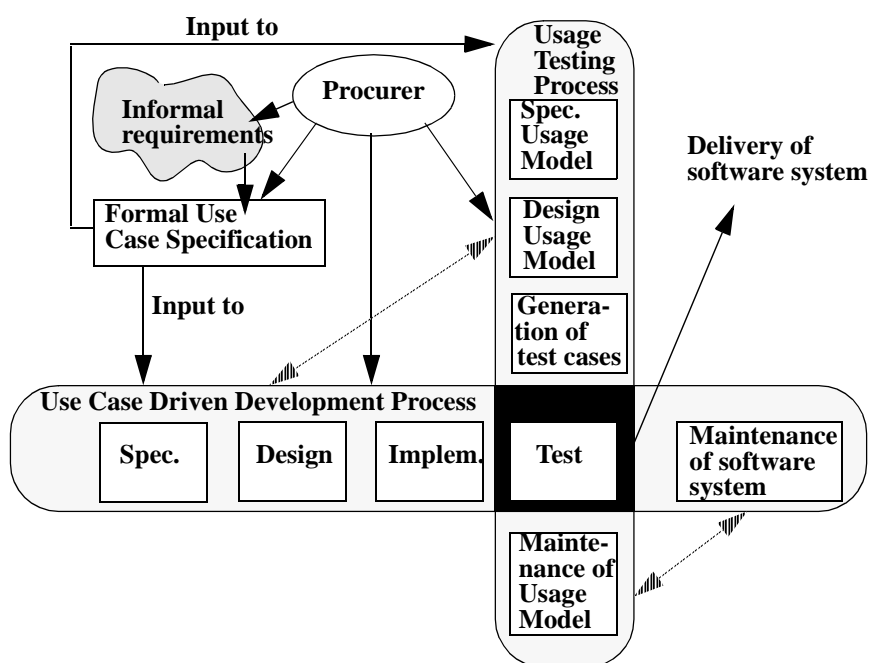 Input to
Usage
Testing
Process
Procurer
Informal
requirements
Spec.
Usage
Model
Delivery of
software system
Formal Use
Case Specification
Design
Usage
Model
Input to
Genera-
tion of
test cases
Use Case Driven Development Process
Spec.
Design
Implem.
Test
Maintenance
of software
system
Mainte-
nance of
Usage
Model